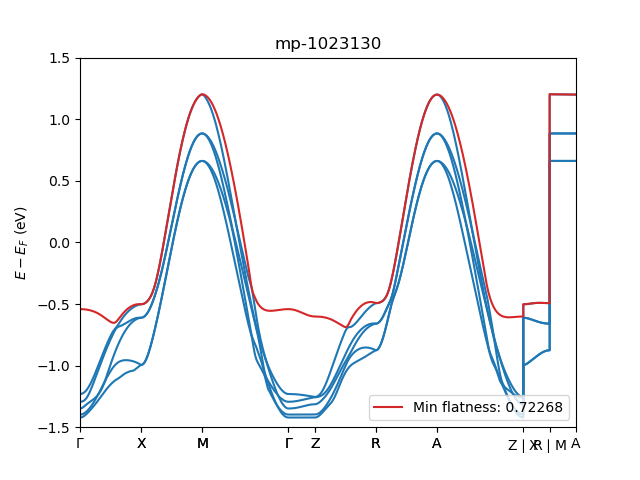 mp-1023130
1.5
1.0
0.5
0.0
−0.5
−1.0
−1.5
E − E_F (eV)
Min flatness: 0.72268
Γ X M Γ Z R A Z | X R | M A